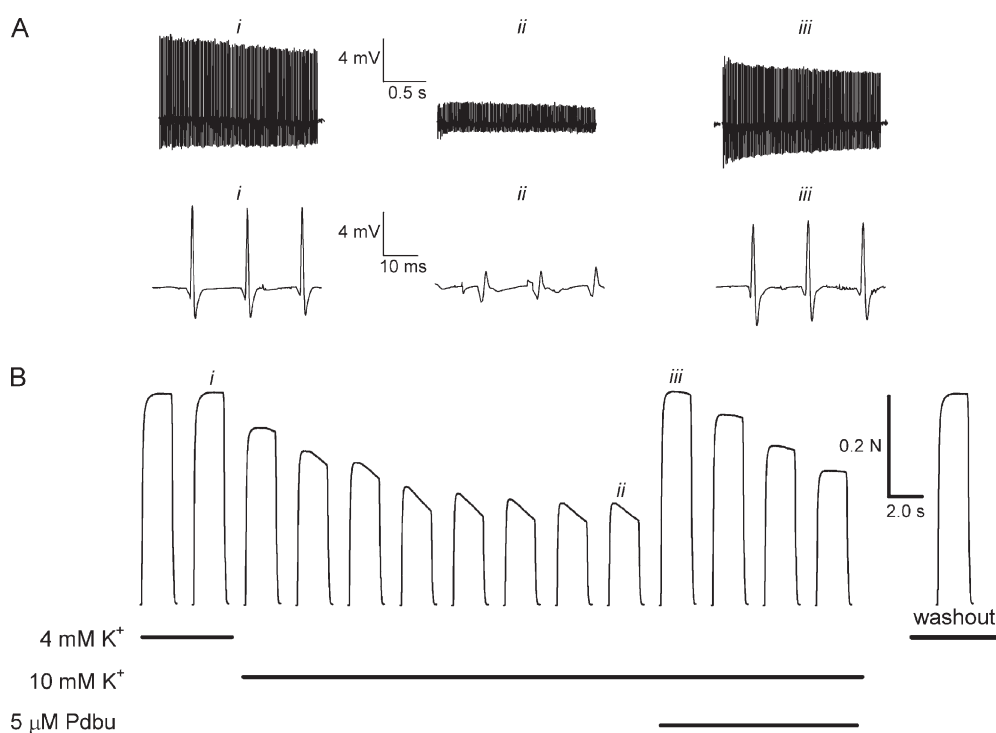 A
i
ii
iii
4 mV
0.5 s
i
ii
iii
4 mV
10 ms
B
i
iii
ii
0.2 N
2.0 s
washout
4 mM K+
10 mM K+
5 μM Pdbu